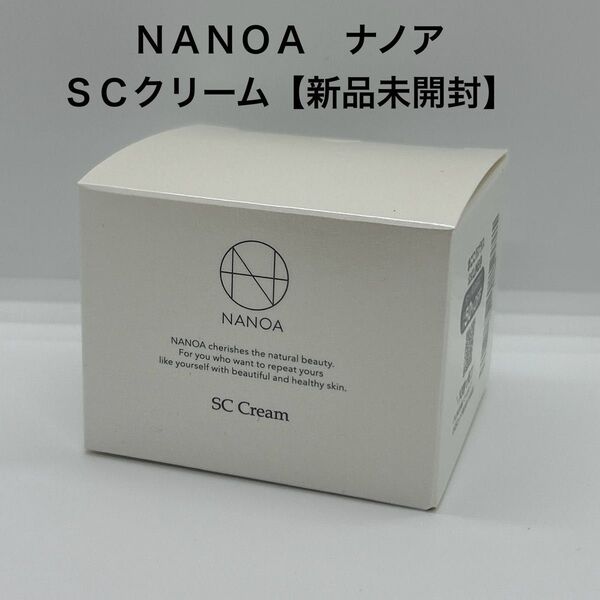 ＮＡＮＯＡ　ナノア
ＳＣクリーム【新品未開封】
NANOA
NANOA cherishes the natural beauty.
For you who want to repeat yours
like yourself with beautiful and healthy skin.
SC Cream